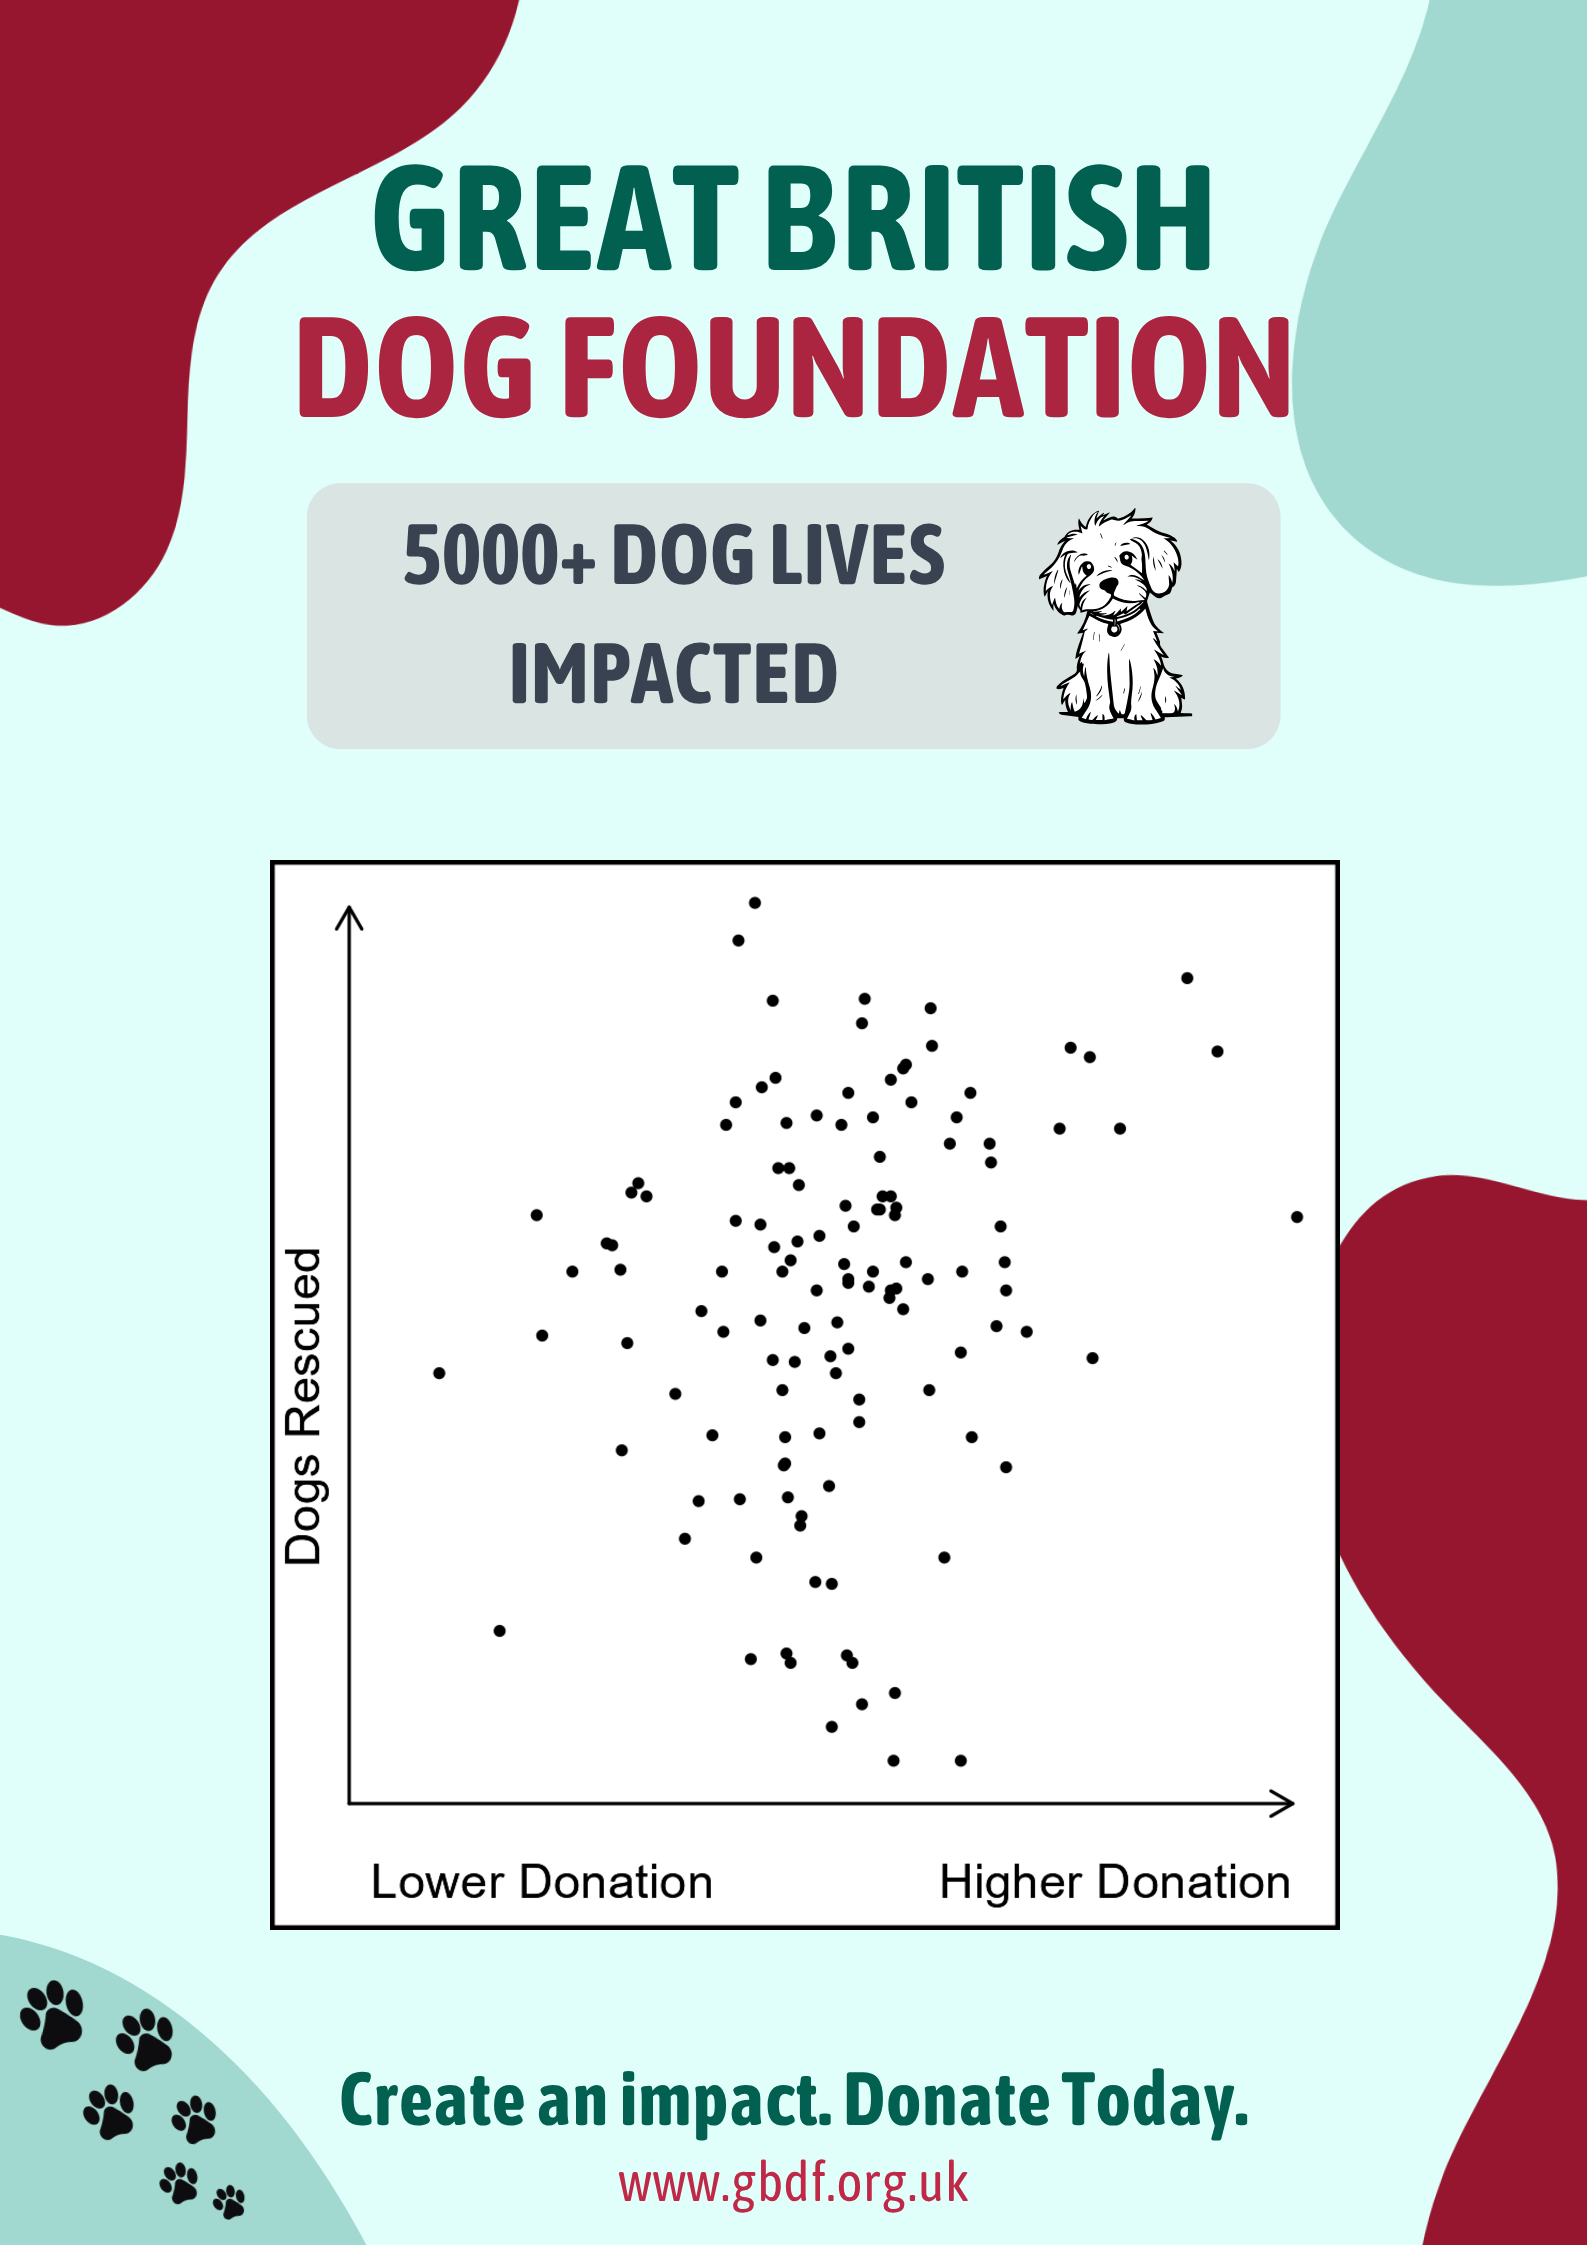 GREAT BRITISH
DOG FOUNDATION
5000+ DOG LIVES
IMPACTED
Dogs Rescued
Lower Donation
Higher Donation
Create an impact. Donate Today.
www.gbdf.org.uk